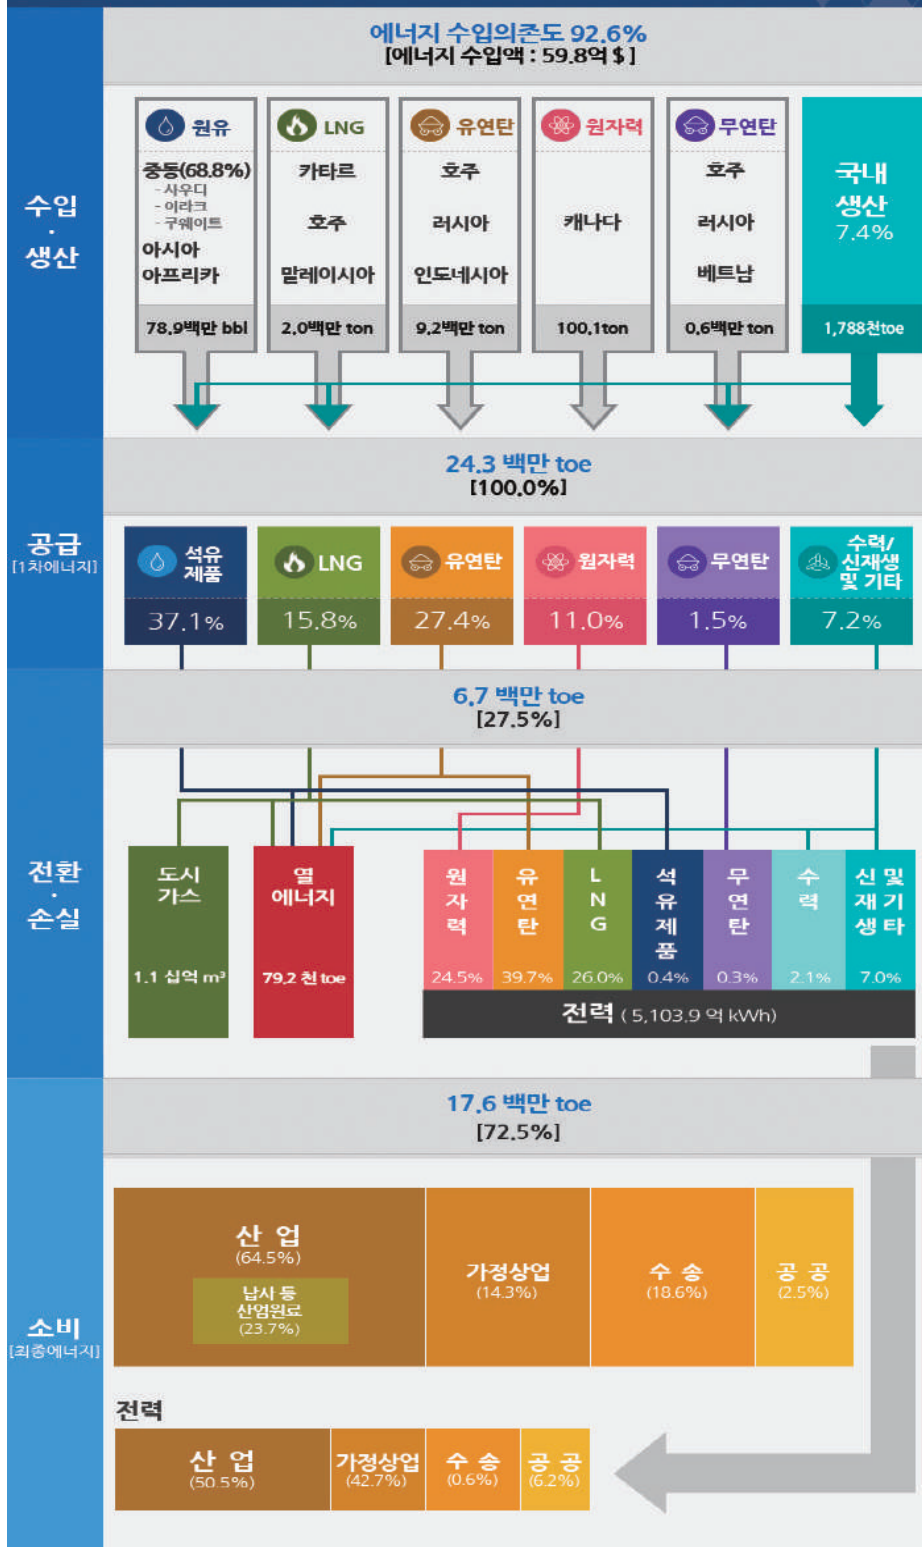 에너지 수입의존도 92.6%
[에너지 수입액 : 59.8억 $ ]
수입
·
생산
원유
중동(68.8%)
- 사우디
- 이라크
- 구웨이트
아시아
아프리카
78.9백만 bbl
LNG
카타르
호주
말레이시아
2.0백만 ton
유연탄
호주
러시아
인도네시아
9.2백만 ton
원자력
캐나다
100.1ton
무연탄
호주
러시아
베트남
0.6백만 ton
국내
생산
7.4%
1,788천toe
24.3 백만 toe
[100.0%]
공급
[1차에너지]
석유
제품
37.1%
LNG
15.8%
유연탄
27.4%
원자력
11.0%
무연탄
1.5%
수력/
신재생
및 기타
7.2%
6.7 백만 toe
[27.5%]
전환
·
손실
도시
가스
1.1 십억 m³
열
에너지
79.2 천 toe
원
자
력
24.5%
유
연
탄
39.7%
L
N
G
26.0%
석
유
제
품
0.4%
무
연
탄
0.3%
수
력
2.1%
신 및
재 기
생 타
7.0%
전력 ( 5,103.9 억 kWh)
17.6 백만 toe
[72.5%]
소비
[최종에너지]
산 업
(64.5%)
납사 등
산업원료
(23.7%)
가정상업
(14.3%)
수 송
(18.6%)
공 공
(2.5%)
전력
산 업
(50.5%)
가정상업
(42.7%)
수 송
(0.6%)
공 공
(6.2%)